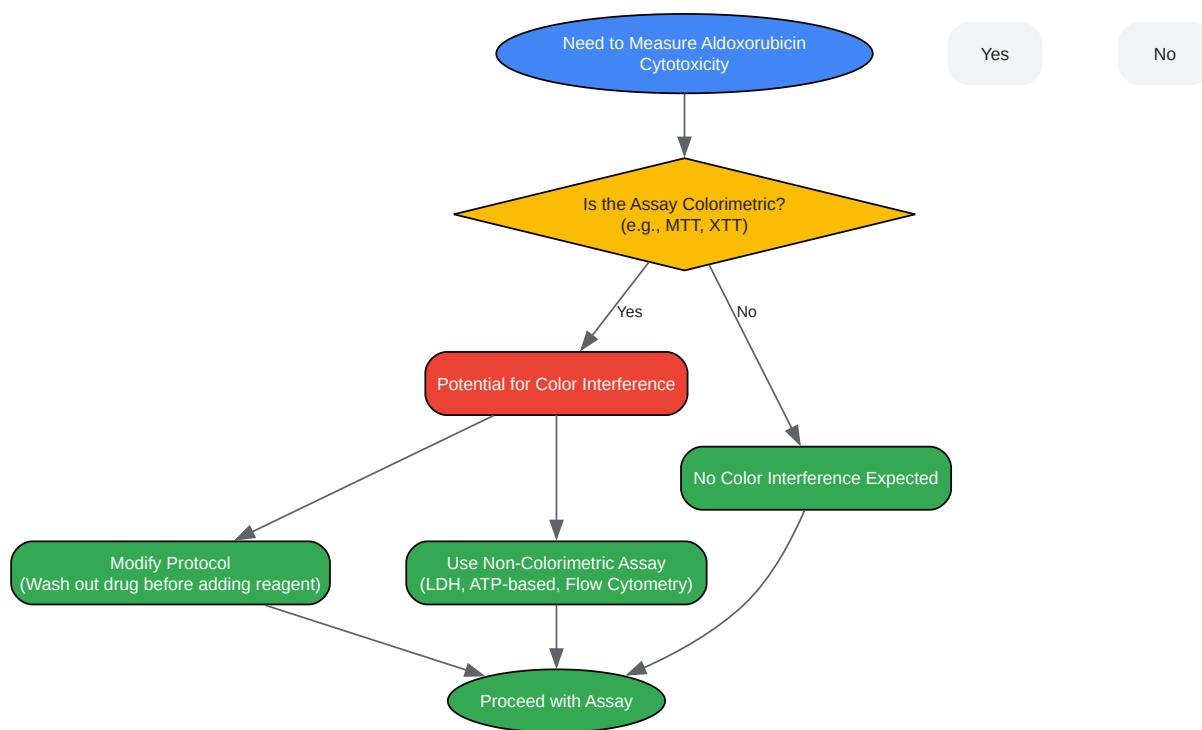 Need to Measure Aldoxorubicin
Cytotoxicity
Yes
No
Is the Assay Colorimetric?
(e.g., MTT, XTT)
Yes
No
Potential for Color Interference
No Color Interference Expected
Modify Protocol
(Wash out drug before adding reagent)
Use Non-Colorimetric Assay
(LDH, ATP-based, Flow Cytometry)
Proceed with Assay